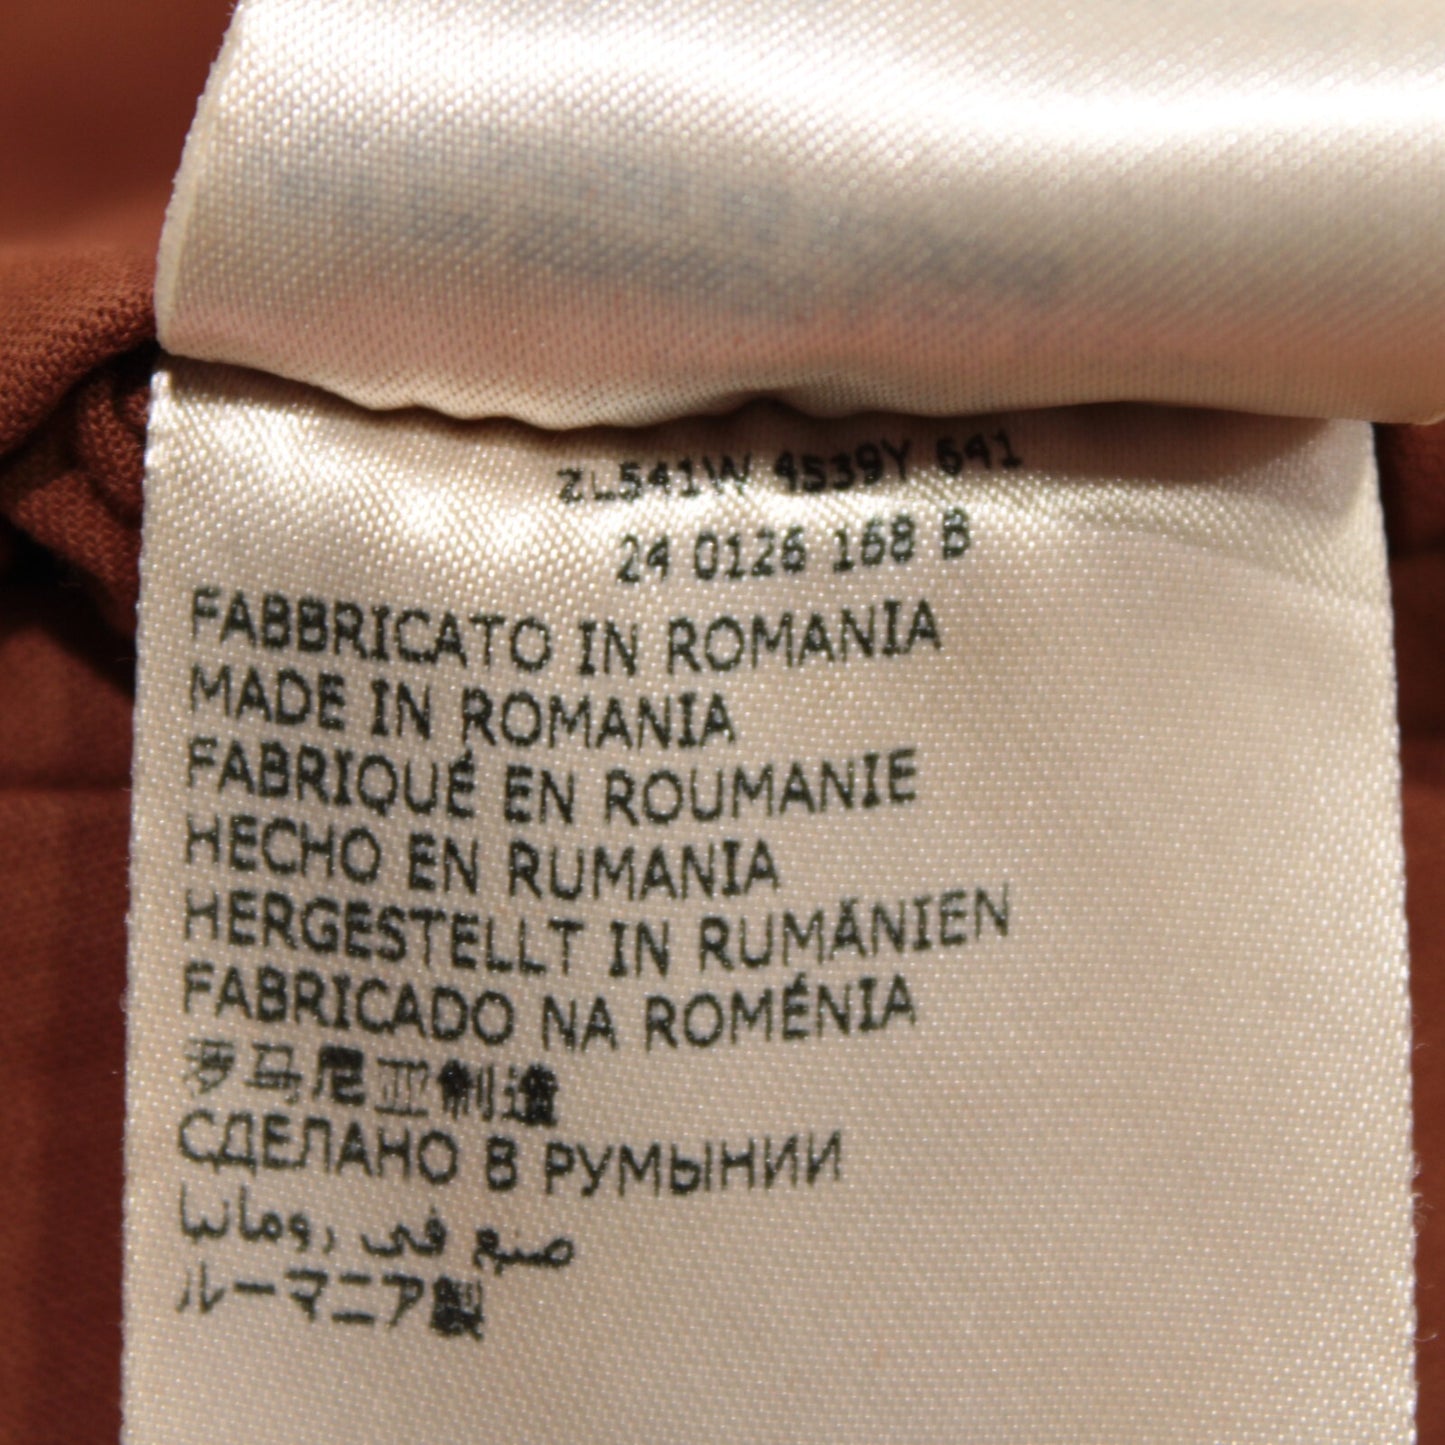 ZL541W 4539Y 641
24 0126 168 B
FABBRICATO IN ROMANIA
MADE IN ROMANIA
FABRIQUÉ EN ROUMANIE
HECHO EN RUMANIA
HERGESTELLT IN RUMÄNIEN
FABRICADO NA ROMÉNIA
罗马尼亚制造
СДЕЛАНО В РУМЫНИИ
صنع في رومانيا
ルーマニア製